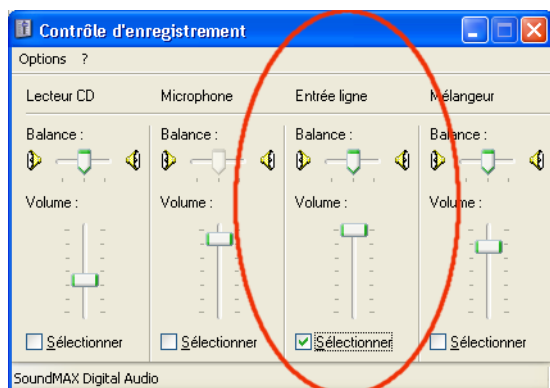 Contrôle d'enregistrement
Options ?
Lecteur CD Microphone Entrée ligne Mélangeur
Balance : Balance : Balance : Balance :
Volume : Volume : Volume : Volume :
Sélectionner Sélectionner Sélectionner Sélectionner
SoundMAX Digital Audio